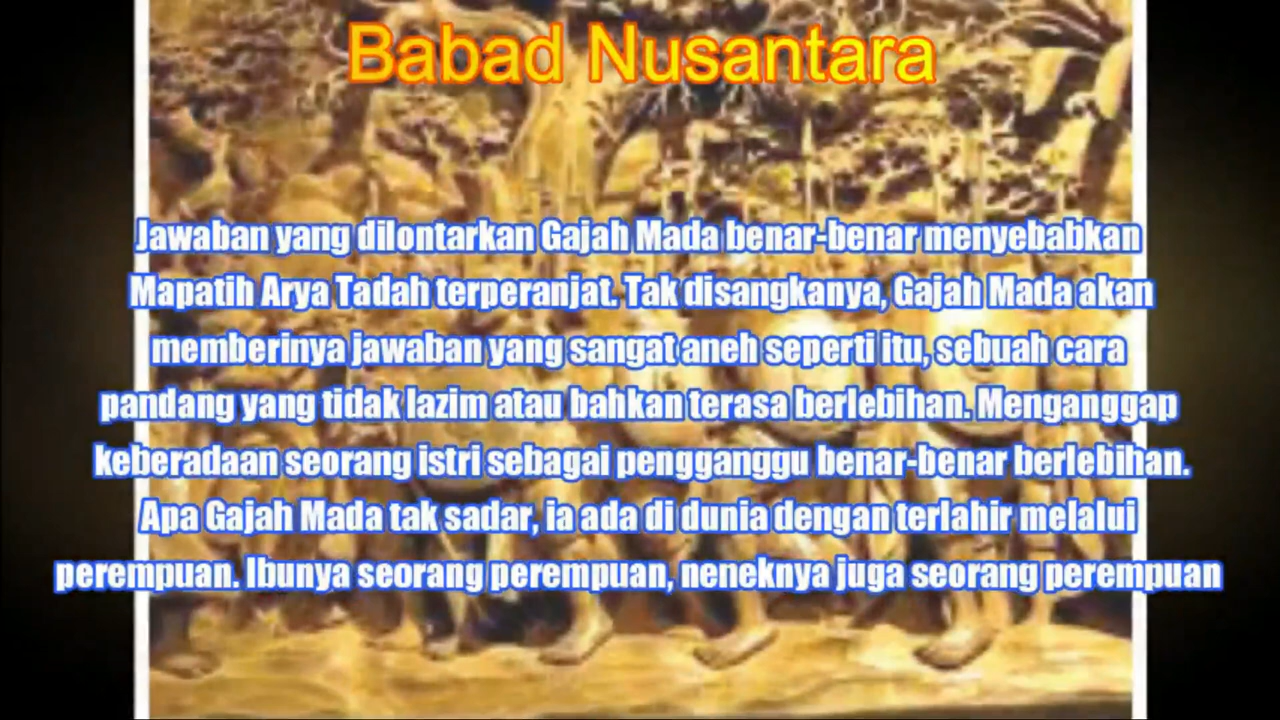 Babad Nusantara
Jawaban yang dilontarkan Gajah Mada benar-benar menyebabkan
Mapatih Arya Tadah terperanjat. Tak disangkanya, Gajah Mada akan
memberinya jawaban yang sangat aneh seperti itu, sebuah cara
pandang yang tidak lazim atau bahkan terasa berlebihan. Menganggap
keberadaan seorang istri sebagai pengganggu benar-benar berlebihan.
Apa Gajah Mada tak sadar, ia ada di dunia dengan terlahir melalui
perempuan. Ibunya seorang perempuan, neneknya juga seorang perempuan